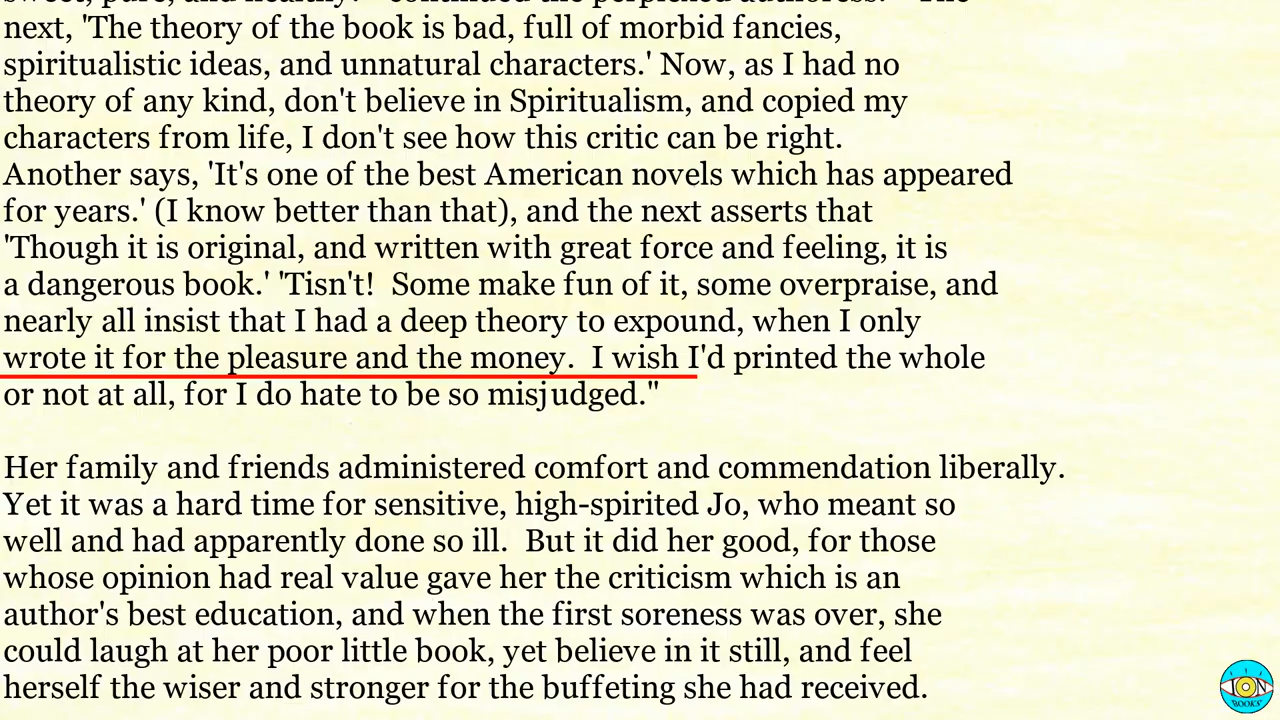 next, 'The theory of the book is bad, full of morbid fancies,
spiritualistic ideas, and unnatural characters.' Now, as I had no
theory of any kind, don't believe in Spiritualism, and copied my
characters from life, I don't see how this critic can be right.
Another says, 'It's one of the best American novels which has appeared
for years.' (I know better than that), and the next asserts that
'Though it is original, and written with great force and feeling, it is
a dangerous book.' 'Tisn't!  Some make fun of it, some overpraise, and
nearly all insist that I had a deep theory to expound, when I only
wrote it for the pleasure and the money.  I wish I'd printed the whole
or not at all, for I do hate to be so misjudged."
Her family and friends administered comfort and commendation liberally.
Yet it was a hard time for sensitive, high-spirited Jo, who meant so
well and had apparently done so ill.  But it did her good, for those
whose opinion had real value gave her the criticism which is an
author's best education, and when the first soreness was over, she
could laugh at her poor little book, yet believe in it still, and feel
herself the wiser and stronger for the buffeting she had received.
ION
BOOKS